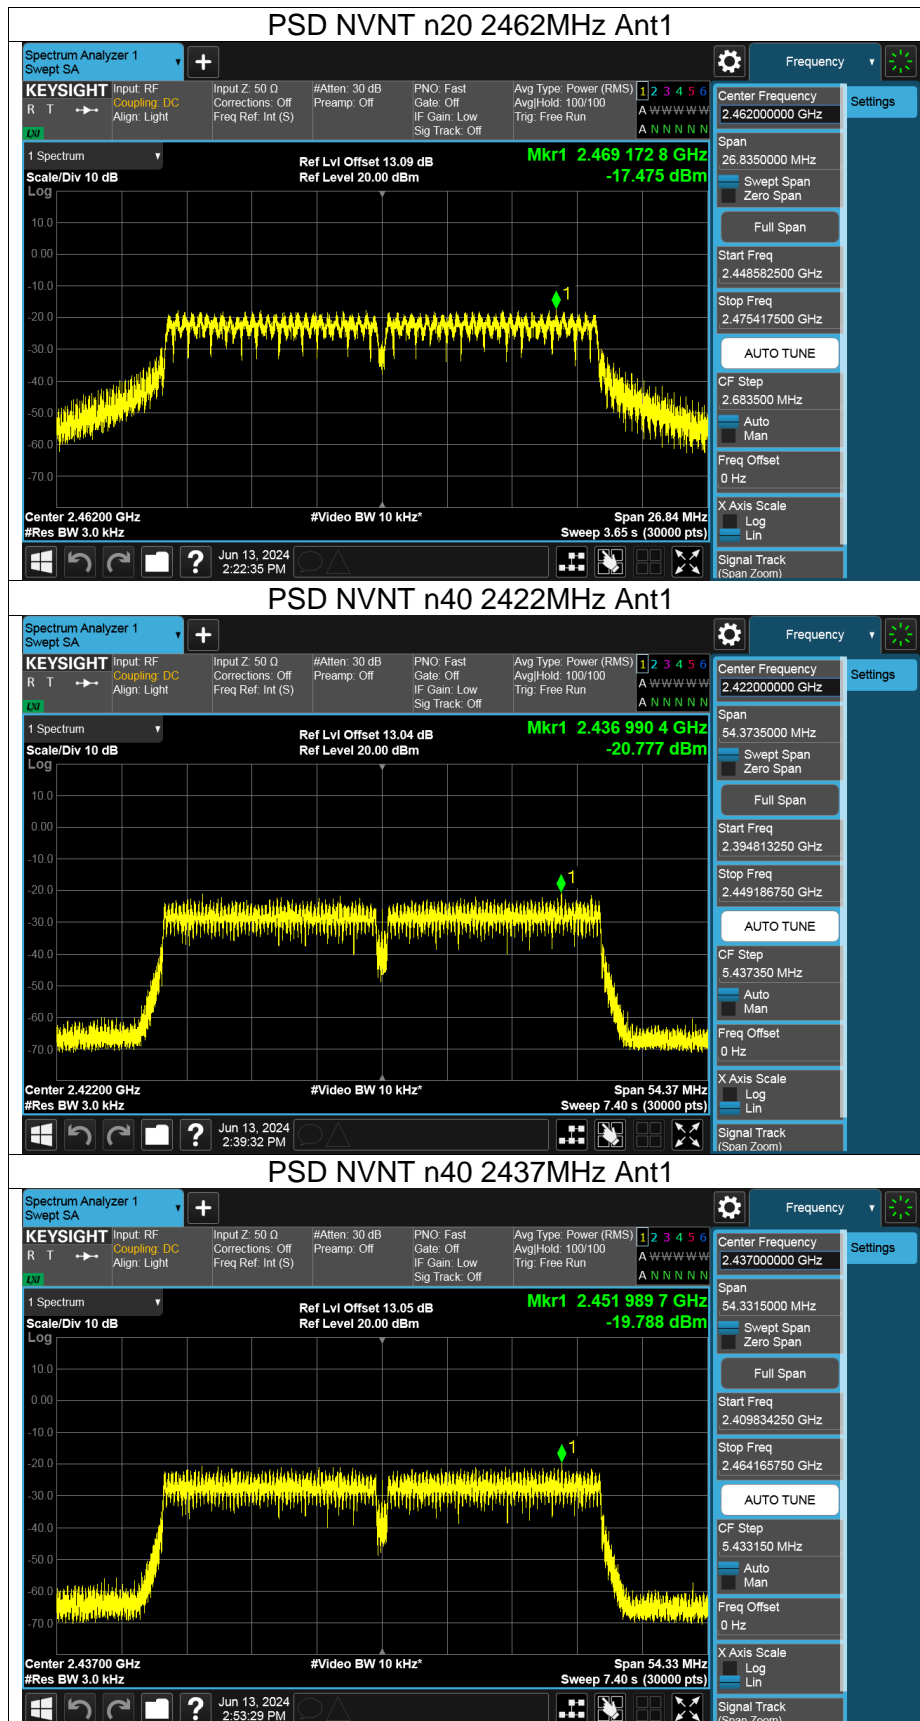 PSD NVNT n20 2462MHz Ant1
Spectrum Analyzer 1
Swept SA
Frequency
KEYSIGHT
R T
LXI
Input: RF
Coupling: DC
Align: Light
Input Z: 50 Ω
Corrections: Off
Freq Ref: Int (S)
#Atten: 30 dB
Preamp: Off
PNO: Fast
Gate: Off
IF Gain: Low
Sig Track: Off
Avg Type: Power (RMS)
Avg|Hold: 100/100
Trig: Free Run
1 2 3 4 5 6
A W W W W W
A N N N N N
Center Frequency
2.462000000 GHz
Settings
Span
26.8350000 MHz
Swept Span
Zero Span
Full Span
Start Freq
2.448582500 GHz
Stop Freq
2.475417500 GHz
AUTO TUNE
CF Step
2.683500 MHz
Auto
Man
Freq Offset
0 Hz
X Axis Scale
Log
Lin
Signal Track
(Span Zoom)
1 Spectrum
Scale/Div 10 dB
Log
Ref Lvl Offset 13.09 dB
Ref Level 20.00 dBm
Mkr1 2.469 172 8 GHz
-17.475 dBm
10.0
0.00
-10.0
-20.0
-30.0
-40.0
-50.0
-60.0
-70.0
1
Center 2.46200 GHz
#Res BW 3.0 kHz
#Video BW 10 kHz*
Span 26.84 MHz
Sweep 3.65 s (30000 pts)
Jun 13, 2024
2:22:35 PM
PSD NVNT n40 2422MHz Ant1
Spectrum Analyzer 1
Swept SA
Frequency
KEYSIGHT
R T
LXI
Input: RF
Coupling: DC
Align: Light
Input Z: 50 Ω
Corrections: Off
Freq Ref: Int (S)
#Atten: 30 dB
Preamp: Off
PNO: Fast
Gate: Off
IF Gain: Low
Sig Track: Off
Avg Type: Power (RMS)
Avg|Hold: 100/100
Trig: Free Run
1 2 3 4 5 6
A W W W W W
A N N N N N
Center Frequency
2.422000000 GHz
Settings
Span
54.3735000 MHz
Swept Span
Zero Span
Full Span
Start Freq
2.394813250 GHz
Stop Freq
2.449186750 GHz
AUTO TUNE
CF Step
5.437350 MHz
Auto
Man
Freq Offset
0 Hz
X Axis Scale
Log
Lin
Signal Track
(Span Zoom)
1 Spectrum
Scale/Div 10 dB
Log
Ref Lvl Offset 13.04 dB
Ref Level 20.00 dBm
Mkr1 2.436 990 4 GHz
-20.777 dBm
10.0
0.00
-10.0
-20.0
-30.0
-40.0
-50.0
-60.0
-70.0
1
Center 2.42200 GHz
#Res BW 3.0 kHz
#Video BW 10 kHz*
Span 54.37 MHz
Sweep 7.40 s (30000 pts)
Jun 13, 2024
2:39:32 PM
PSD NVNT n40 2437MHz Ant1
Spectrum Analyzer 1
Swept SA
Frequency
KEYSIGHT
R T
LXI
Input: RF
Coupling: DC
Align: Light
Input Z: 50 Ω
Corrections: Off
Freq Ref: Int (S)
#Atten: 30 dB
Preamp: Off
PNO: Fast
Gate: Off
IF Gain: Low
Sig Track: Off
Avg Type: Power (RMS)
Avg|Hold: 100/100
Trig: Free Run
1 2 3 4 5 6
A W W W W W
A N N N N N
Center Frequency
2.437000000 GHz
Settings
Span
54.3315000 MHz
Swept Span
Zero Span
Full Span
Start Freq
2.409834250 GHz
Stop Freq
2.464165750 GHz
AUTO TUNE
CF Step
5.433150 MHz
Auto
Man
Freq Offset
0 Hz
X Axis Scale
Log
Lin
Signal Track
(Span Zoom)
1 Spectrum
Scale/Div 10 dB
Log
Ref Lvl Offset 13.05 dB
Ref Level 20.00 dBm
Mkr1 2.451 989 7 GHz
-19.788 dBm
10.0
0.00
-10.0
-20.0
-30.0
-40.0
-50.0
-60.0
-70.0
1
Center 2.43700 GHz
#Res BW 3.0 kHz
#Video BW 10 kHz*
Span 54.33 MHz
Sweep 7.40 s (30000 pts)
Jun 13, 2024
2:53:29 PM